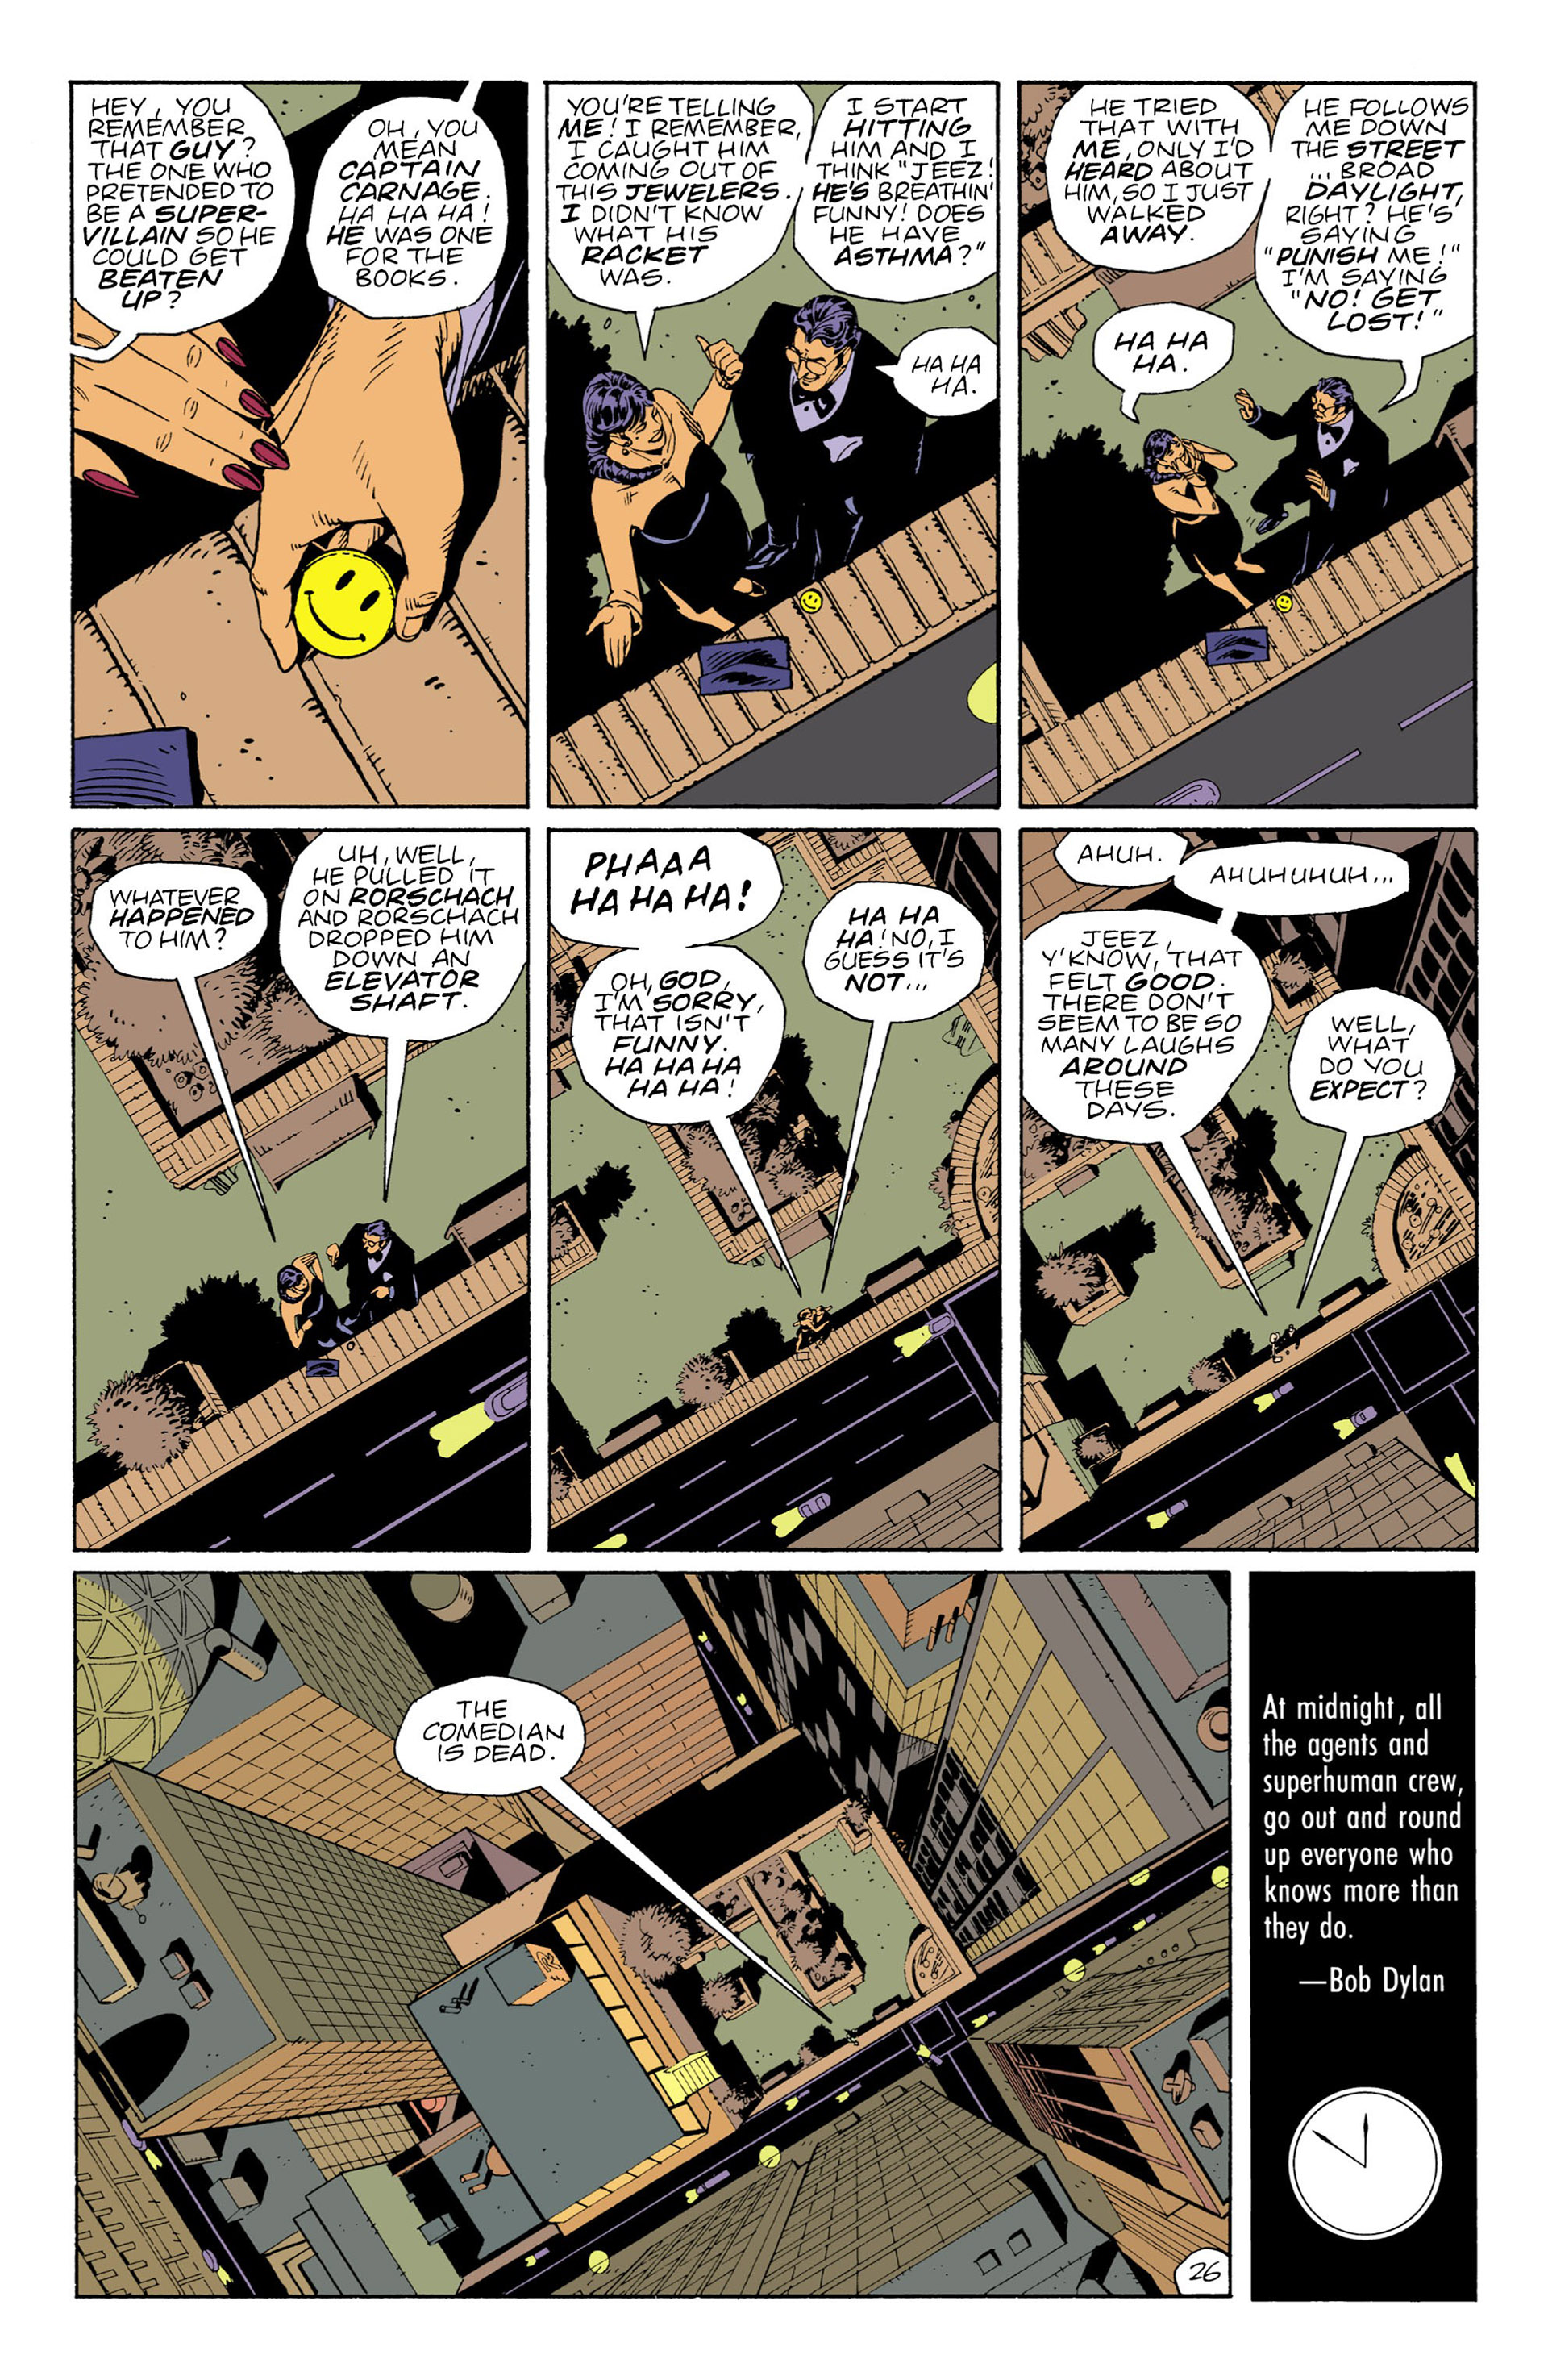 HEY, YOU
REMEMBER
THAT GUY?
THE ONE WHO
PRETENDED TO
BE A SUPER-
VILLAIN SO HE
COULD GET
BEATEN
UP?
OH, YOU
MEAN
CAPTAIN
CARNAGE.
HA HA HA!
HE WAS ONE
FOR THE
BOOKS.
YOU'RE TELLING
ME! I REMEMBER,
I CAUGHT HIM
COMING OUT OF
THIS JEWELERS.
I DIDN'T KNOW
WHAT HIS
RACKET
WAS.
I START
HITTING
HIM AND I
THINK "JEEZ!
HE'S BREATHIN'
FUNNY! DOES
HE HAVE
ASTHMA?"
HA HA
HA.
HE TRIED
THAT WITH
ME, ONLY I'D
HEARD ABOUT
HIM, SO I JUST
WALKED
AWAY.
HE FOLLOWS
ME DOWN
THE STREET
... BROAD
DAYLIGHT,
RIGHT? HE'S
SAYING
"PUNISH ME!"
I'M SAYING
"NO! GET
LOST!"
HA HA
HA.
WHATEVER
HAPPENED
TO HIM?
UH, WELL,
HE PULLED IT
ON RORSCHACH
AND RORSCHACH
DROPPED HIM
DOWN AN
ELEVATOR
SHAFT.
PHAAA
HA HA HA!
OH, GOD,
I'M SORRY,
THAT ISN'T
FUNNY.
HA HA HA
HA HA!
HA HA
HA! NO, I
GUESS IT'S
NOT...
AHUH.
AHUHUHUH...
JEEZ,
Y'KNOW, THAT
FELT GOOD.
THERE DON'T
SEEM TO BE SO
MANY LAUGHS
AROUND
THESE
DAYS.
WELL,
WHAT
DO YOU
EXPECT?
THE
COMEDIAN
IS DEAD.
26
At midnight, all
the agents and
superhuman crew,
go out and round
up everyone who
knows more than
they do.
—Bob Dylan